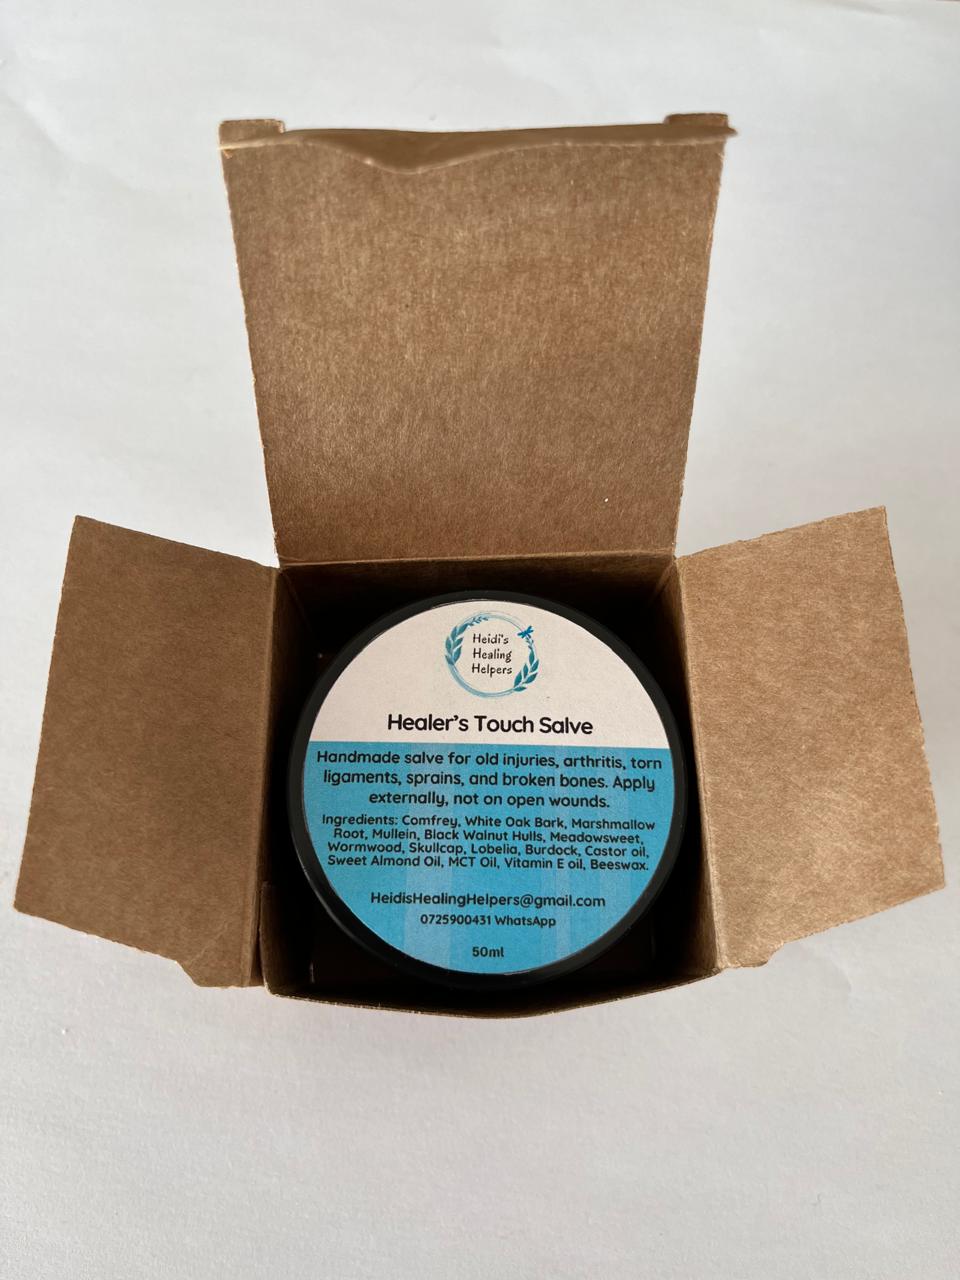 Heidi's
Healing
Helpers
Healer's Touch Salve
Handmade salve for old injuries, arthritis, torn
ligaments, sprains, and broken bones. Apply
externally, not on open wounds.
Ingredients: Comfrey, White Oak Bark, Marshmallow
Root, Mullein, Black Walnut Hulls, Meadowsweet,
Wormwood, Skullcap, Lobelia, Burdock, Castor oil,
Sweet Almond Oil, MCT Oil, Vitamin E oil, Beeswax.
HeidisHealingHelpers@gmail.com
0725900431 WhatsApp
50ml